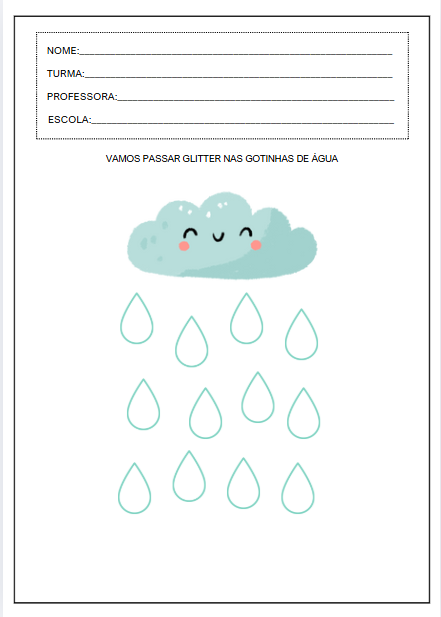 NOME:
TURMA:
PROFESSORA:
ESCOLA:
VAMOS PASSAR GLITTER NAS GOTINHAS DE ÁGUA